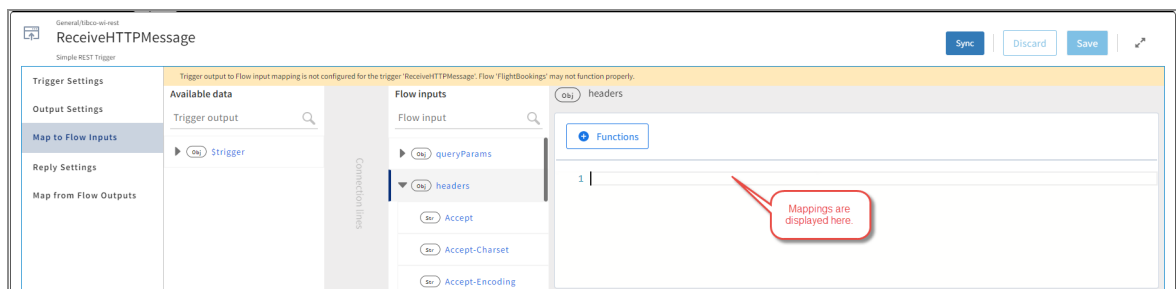 General/tibco-wi-rest
ReceiveHTTPMessage
Simple REST Trigger
Sync
Discard
Save
Trigger Settings
Output Settings
Map to Flow Inputs
Reply Settings
Map from Flow Outputs
Trigger output to Flow input mapping is not configured for the trigger 'ReceiveHTTPMessage'. Flow 'FlightBookings' may not function properly.
Available data
Trigger output
Obj $trigger
Connection lines
Flow inputs
Flow input
Obj queryParams
Obj headers
Str Accept
Str Accept-Charset
Str Accept-Encoding
Obj headers
Functions
1
Mappings are
displayed here.